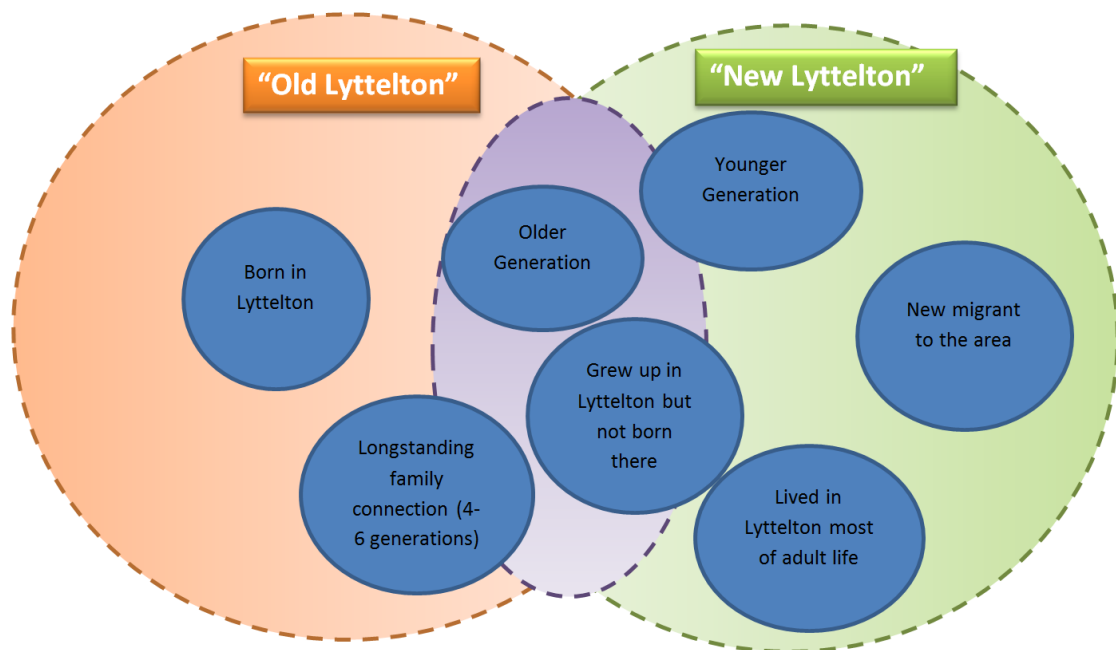 “Old Lyttelton”
“New Lyttelton”
Younger
Generation
Older
Generation
Born in
Lyttelton
New migrant
to the area
Grew up in
Lyttelton but
not born
there
Longstanding
family
connection (4-
6 generations)
Lived in
Lyttelton most
of adult life